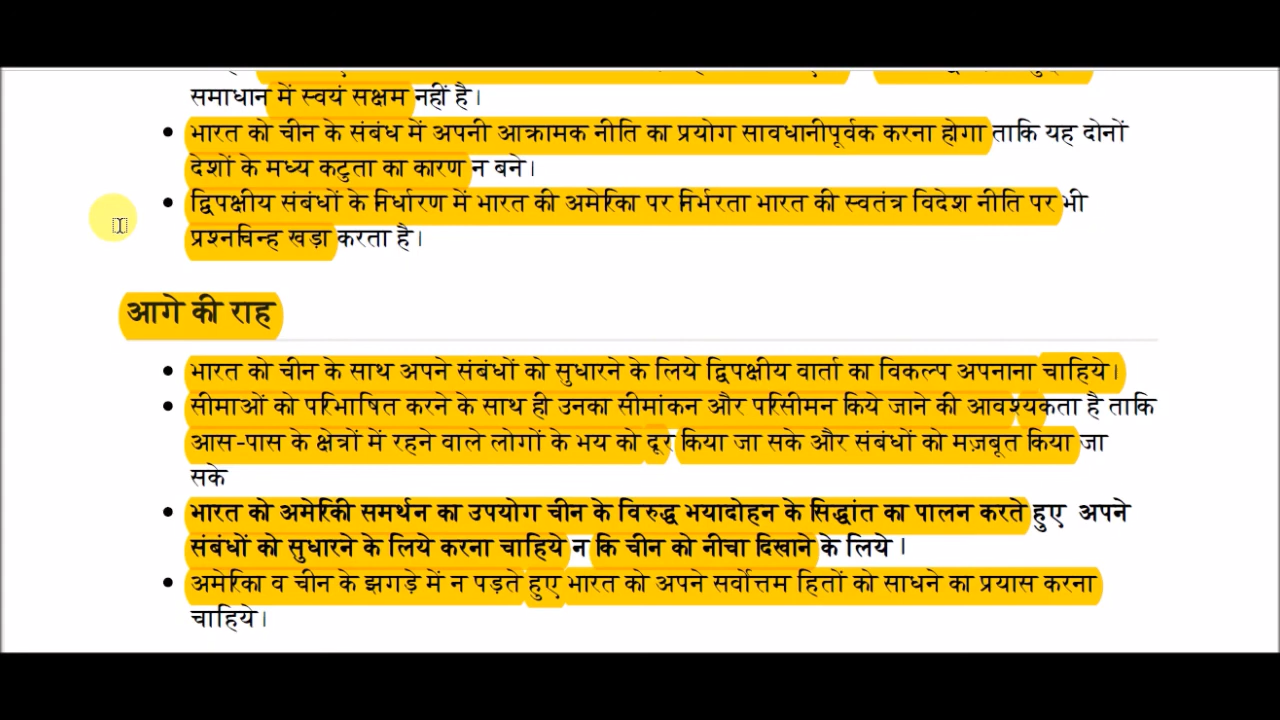 समाधान में स्वयं सक्षम नहीं है।
• भारत को चीन के संबंध में अपनी आक्रामक नीति का प्रयोग सावधानीपूर्वक करना होगा ताकि यह दोनों
देशों के मध्य कटुता का कारण न बने।
• द्विपक्षीय संबंधों के निर्धारण में भारत की अमेरिका पर निर्भरता भारत की स्वतंत्र विदेश नीति पर भी
प्रश्नचिन्ह खड़ा करता है।
आगे की राह
• भारत को चीन के साथ अपने संबंधों को सुधारने के लिये द्विपक्षीय वार्ता का विकल्प अपनाना चाहिये।
• सीमाओं को परिभाषित करने के साथ ही उनका सीमांकन और परिसीमन किये जाने की आवश्यकता है ताकि
आस-पास के क्षेत्रों में रहने वाले लोगों के भय को दूर किया जा सके और संबंधों को मज़बूत किया जा
सके
• भारत को अमेरिकी समर्थन का उपयोग चीन के विरुद्ध भयादोहन के सिद्धांत का पालन करते हुए अपने
संबंधों को सुधारने के लिये करना चाहिये न कि चीन को नीचा दिखाने के लिये ।
• अमेरिका व चीन के झगड़े में न पड़ते हुए भारत को अपने सर्वोत्तम हितों को साधने का प्रयास करना
चाहिये।